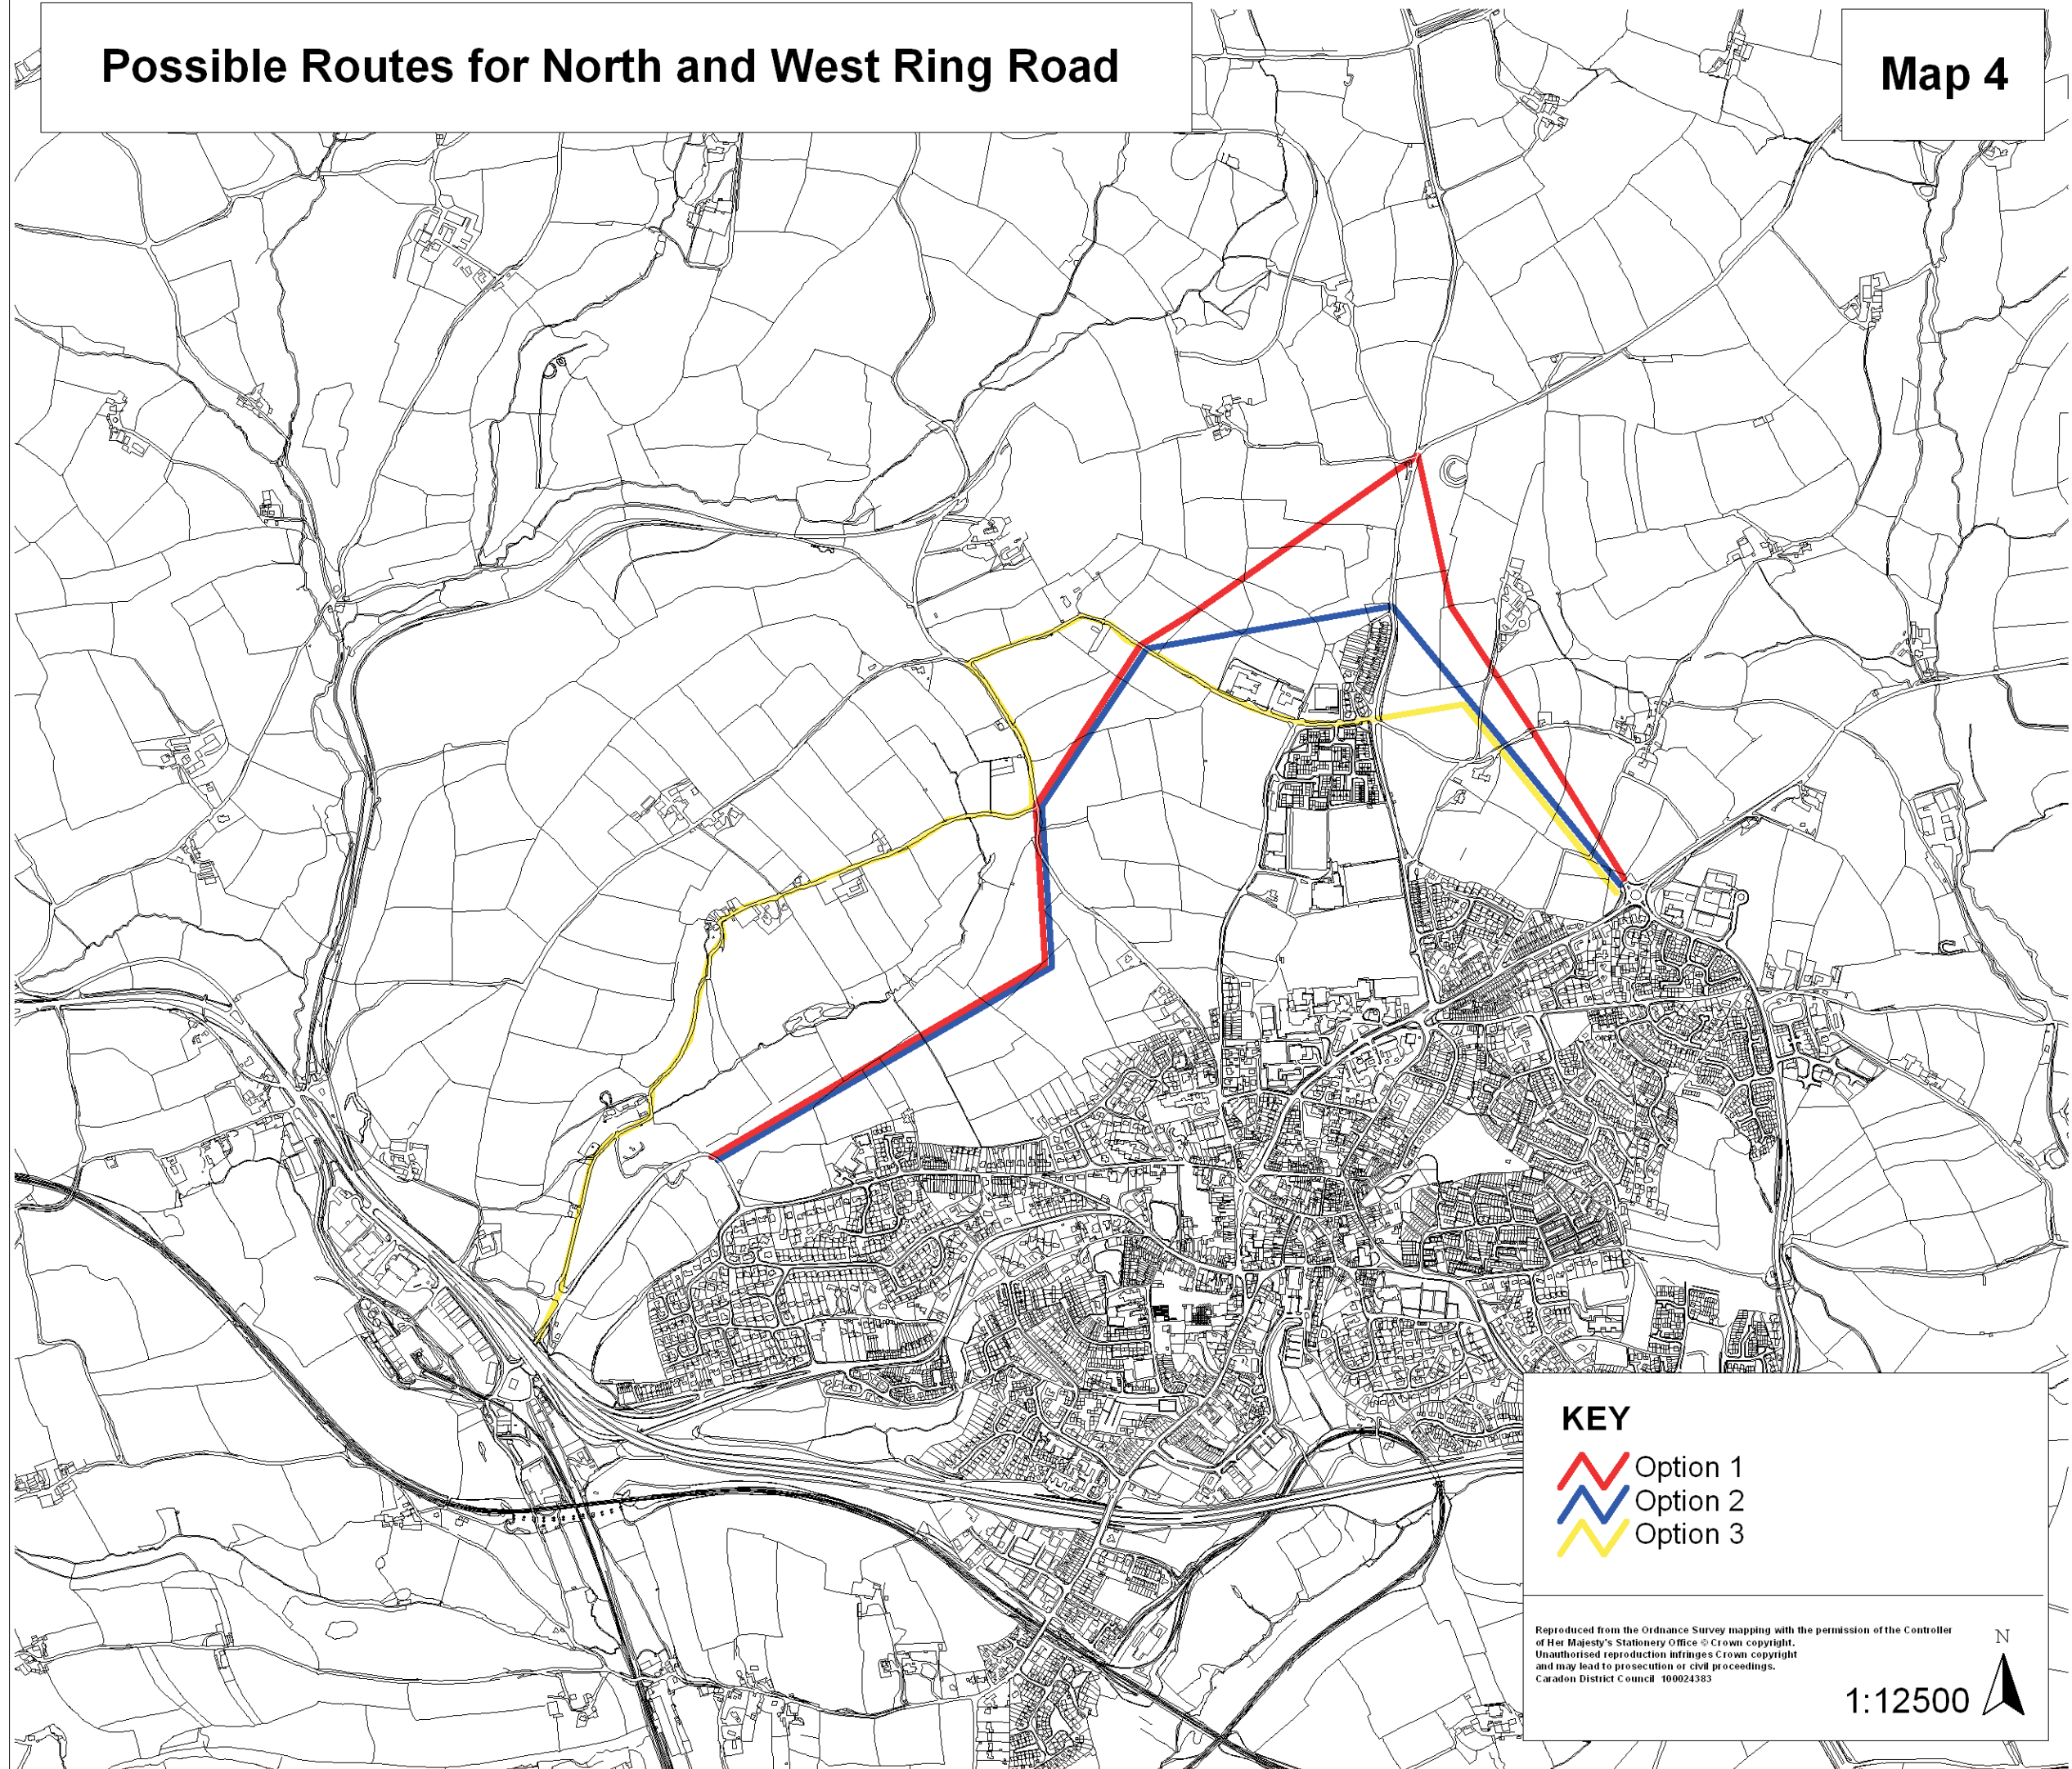 Possible Routes for North and West Ring Road
Map 4
KEY
Option 1
Option 2
Option 3
Reproduced from the Ordnance Survey mapping with the permission of the Controller
of Her Majesty's Stationery Office © Crown copyright.
Unauthorised reproduction infringes Crown copyright
and may lead to prosecution or civil proceedings.
Caradon District Council 100024383
N
1:12500